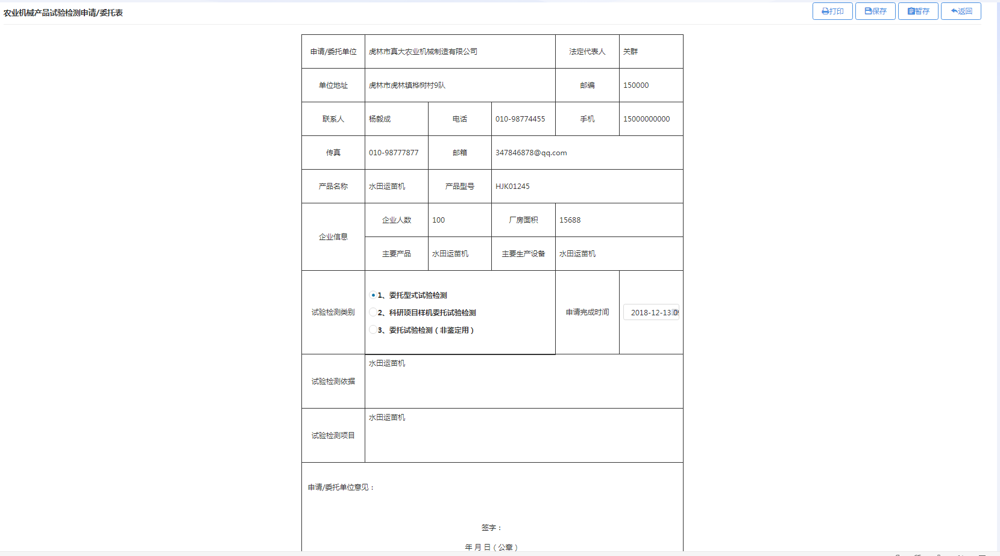 农业机械产品试验检测申请/委托表
打印 保存 暂存 返回
申请/委托单位 虎林市真大农业机械制造有限公司 法定代表人 关群
单位地址 虎林市虎林镇桦树村9队 邮编 150000
联系人 杨毅成 电话 010-98774455 手机 15000000000
传真 010-98777877 邮箱 347846878@qq.com
产品名称 水田运苗机 产品型号 HJK01245
企业信息 企业人数 100 厂房面积 15688
主要产品 水田运苗机 主要生产设备 水田运苗机
试验检测类别 1、委托型式试验检测
2、科研项目样机委托试验检测
3、委托试验检测（非鉴定用）
申请完成时间 2018-12-13
试验检测依据 水田运苗机
试验检测项目 水田运苗机
申请/委托单位意见：
签字：
年 月 日（公章）